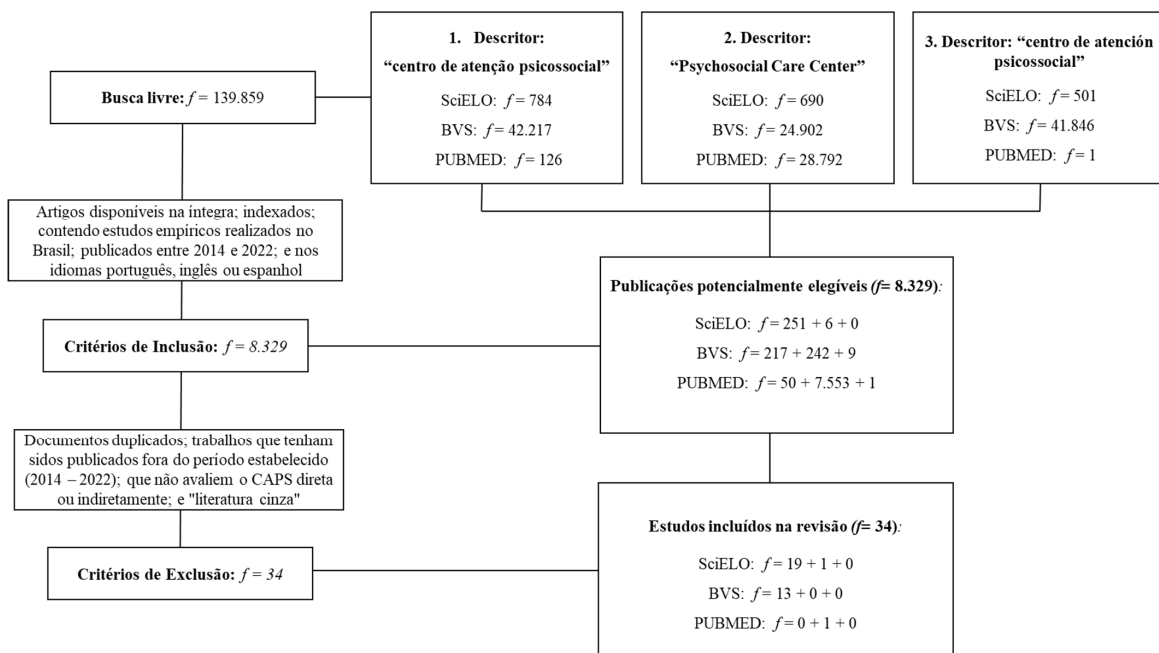 Busca livre: f = 139.859
1. Descritor:
“centro de atenção psicossocial”
SciELO: f = 784
BVS: f = 42.217
PUBMED: f = 126
2. Descritor:
“Psychosocial Care Center”
SciELO: f = 690
BVS: f = 24.902
PUBMED: f = 28.792
3. Descritor: “centro de atención
psicossocial”
SciELO: f = 501
BVS: f = 41.846
PUBMED: f = 1
Artigos disponíveis na íntegra; indexados;
contendo estudos empíricos realizados no
Brasil; publicados entre 2014 e 2022; e nos
idiomas português, inglês ou espanhol
Critérios de Inclusão: f = 8.329
Publicações potencialmente elegíveis (f= 8.329):
SciELO: f = 251 + 6 + 0
BVS: f = 217 + 242 + 9
PUBMED: f = 50 + 7.553 + 1
Documentos duplicados; trabalhos que tenham
sidos publicados fora do período estabelecido
(2014 – 2022); que não avaliem o CAPS direta
ou indiretamente; e "literatura cinza"
Critérios de Exclusão: f = 34
Estudos incluídos na revisão (f= 34):
SciELO: f = 19 + 1 + 0
BVS: f = 13 + 0 + 0
PUBMED: f = 0 + 1 + 0